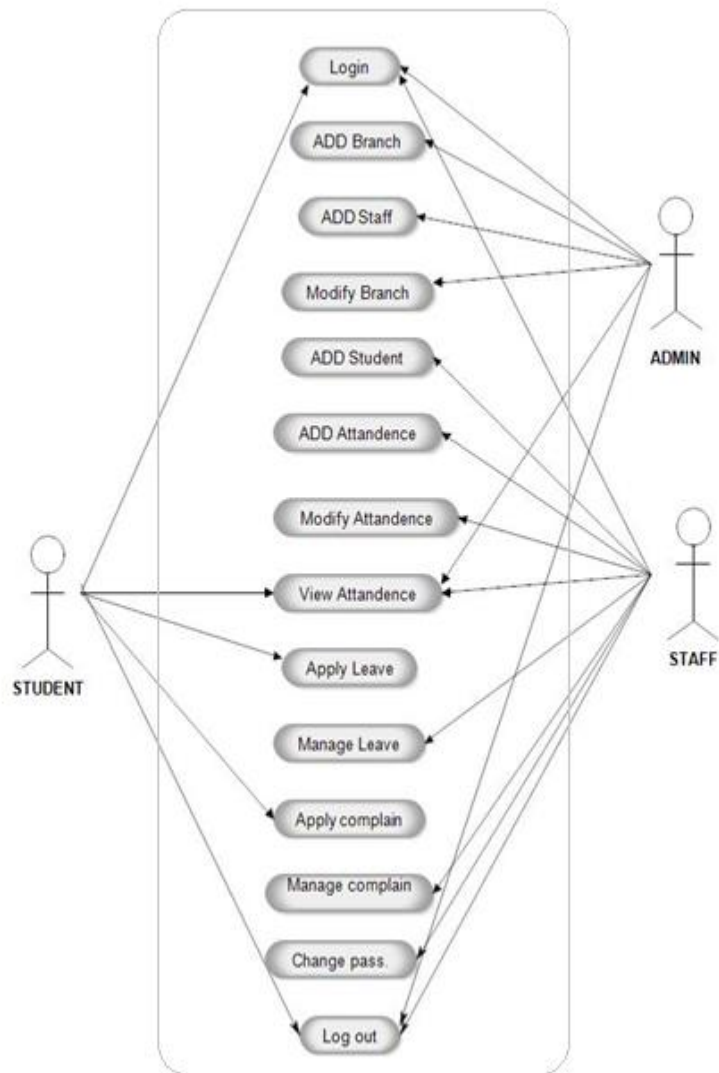 Login
ADD Branch
ADD Staff
Modify Branch
ADD Student
ADD Attandence
Modify Attandence
View Attandence
Apply Leave
Manage Leave
Apply complain
Manage complain
Change pass.
Log out
STUDENT
ADMIN
STAFF